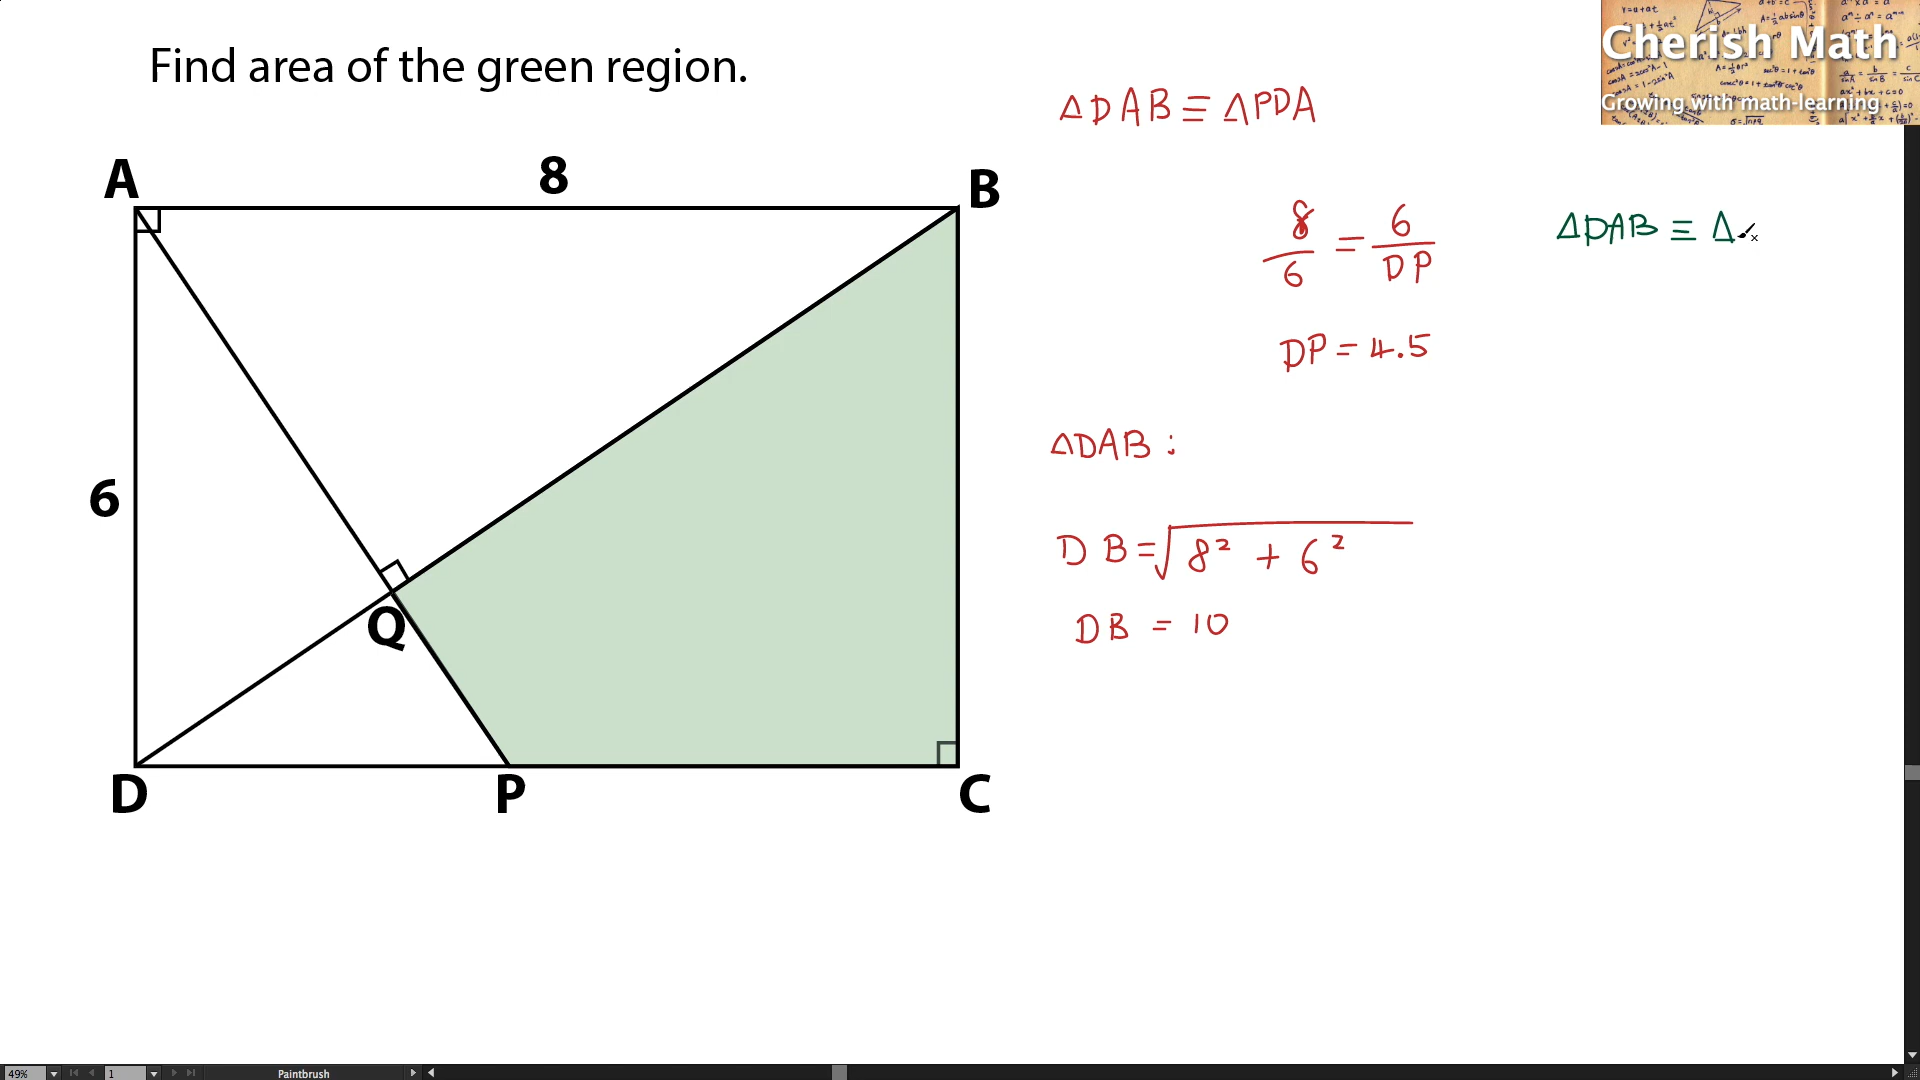 Find area of the green region.
Cherish Math
Growing with math-learning
ΔDAB ≡ ΔPDA
A
8
B
8/6 = 6/DP
ΔDAB ≡ Δ
DP = 4.5
ΔDAB :
6
DB = √(8² + 6²)
Q
DB = 10
D
P
C
49%
1
Paintbrush